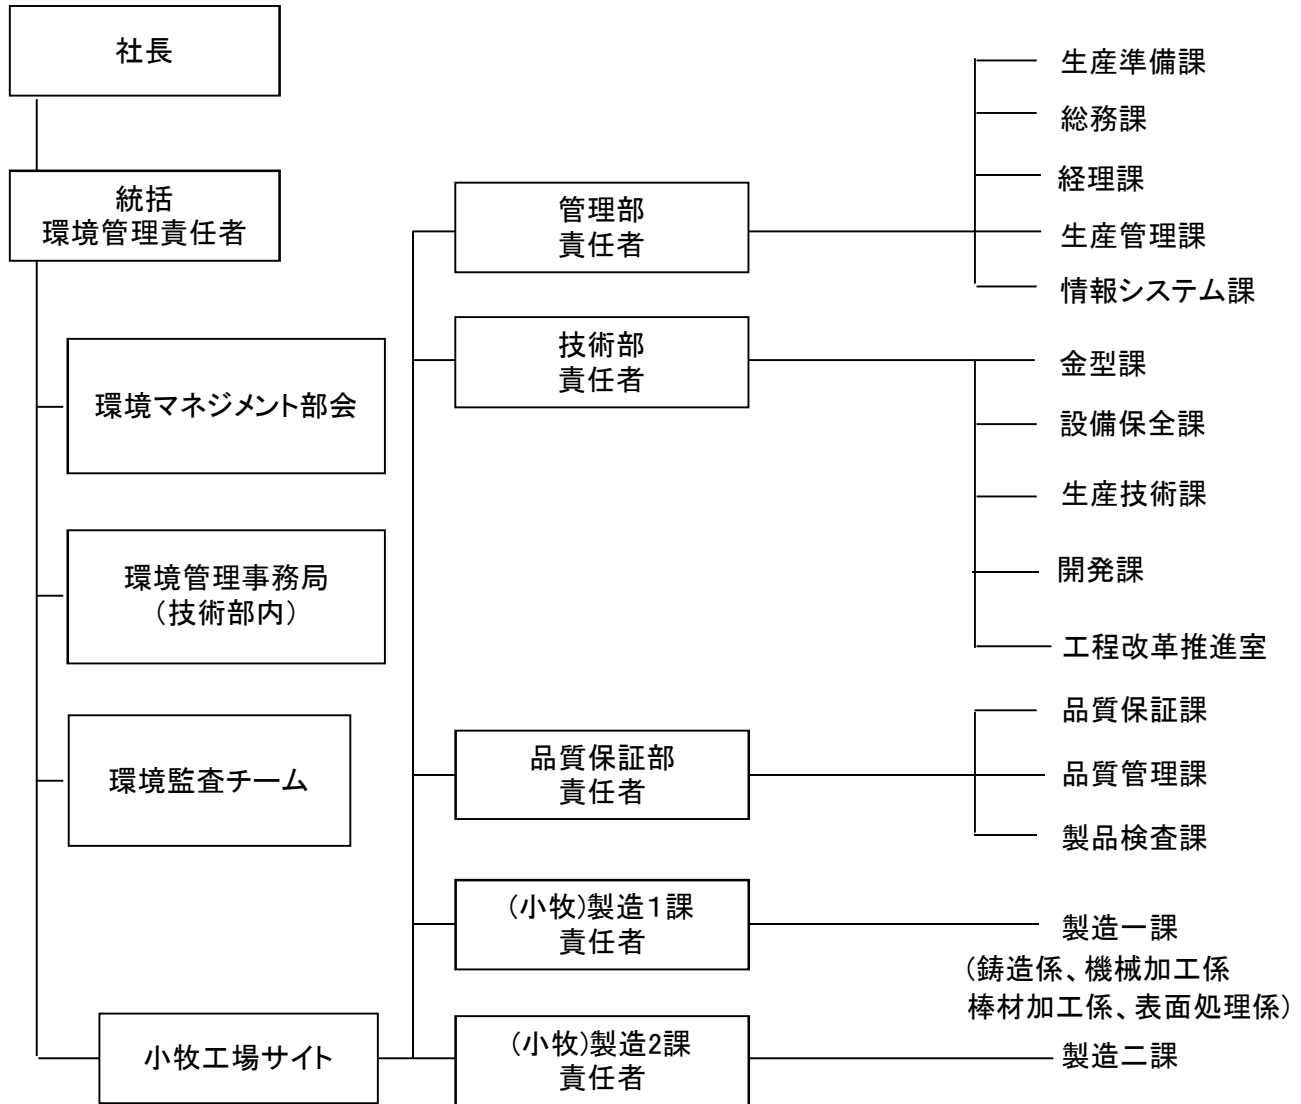 社長
統括
環境管理責任者
環境マネジメント部会
環境管理事務局
(技術部内)
環境監査チーム
小牧工場サイト
管理部
責任者
技術部
責任者
品質保証部
責任者
(小牧)製造1課
責任者
(小牧)製造2課
責任者
生産準備課
総務課
経理課
生産管理課
情報システム課
金型課
設備保全課
生産技術課
開発課
工程改革推進室
品質保証課
品質管理課
製品検査課
製造一課
(鋳造係、機械加工係
棒材加工係、表面処理係)
製造二課